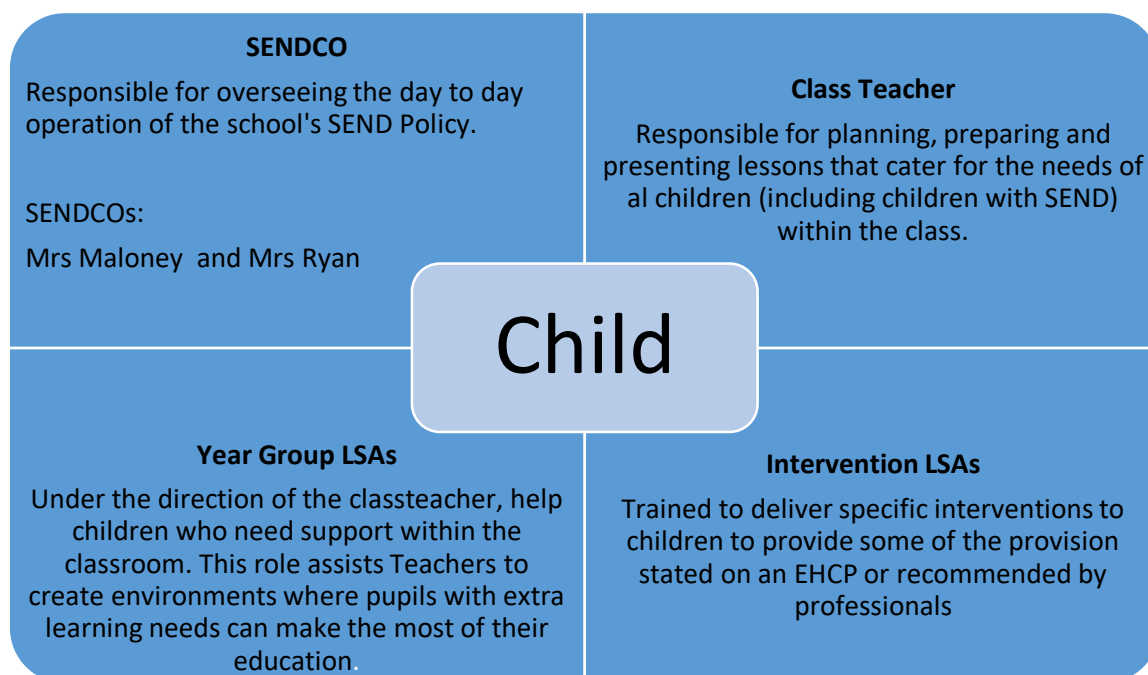 SENDCO
Responsible for overseeing the day to day
operation of the school's SEND Policy.
SENDCOs:
Mrs Maloney  and Mrs Ryan
Class Teacher
Responsible for planning, preparing and
presenting lessons that cater for the needs of
al children (including children with SEND)
within the class.
Child
Year Group LSAs
Under the direction of the classteacher, help
children who need support within the
classroom. This role assists Teachers to
create environments where pupils with extra
learning needs can make the most of their
education.
Intervention LSAs
Trained to deliver specific interventions to
children to provide some of the provision
stated on an EHCP or recommended by
professionals